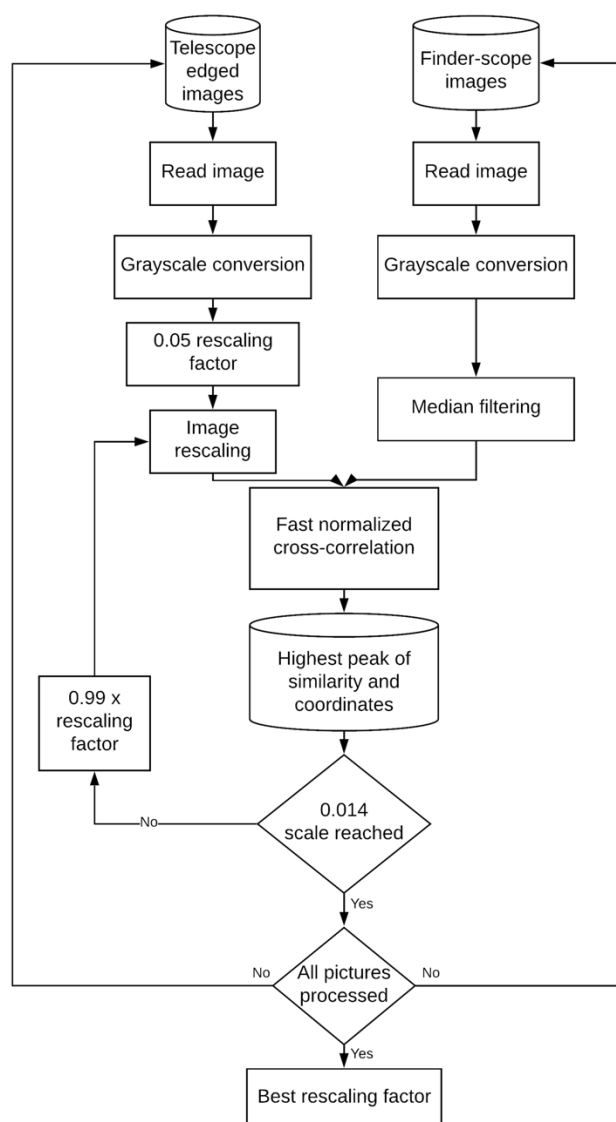 Telescope
edged
images
Finder-scope
images
Read image
Read image
Grayscale conversion
Grayscale conversion
0.05 rescaling
factor
Median filtering
Image
rescaling
Fast normalized
cross-correlation
Highest peak of
similarity and
coordinates
0.99 x
rescaling
factor
0.014
scale reached
No
Yes
All pictures
processed
No
No
Yes
Best rescaling factor